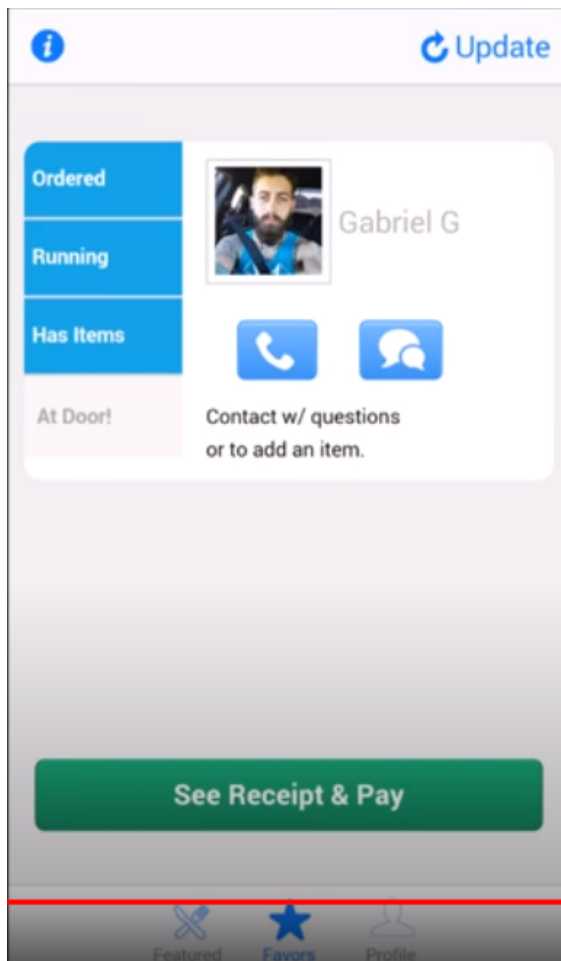 Update
Ordered
Running
Has Items
At Door!
Gabriel G
Contact w/ questions
or to add an item.
See Receipt & Pay
Featured
Favors
Profile